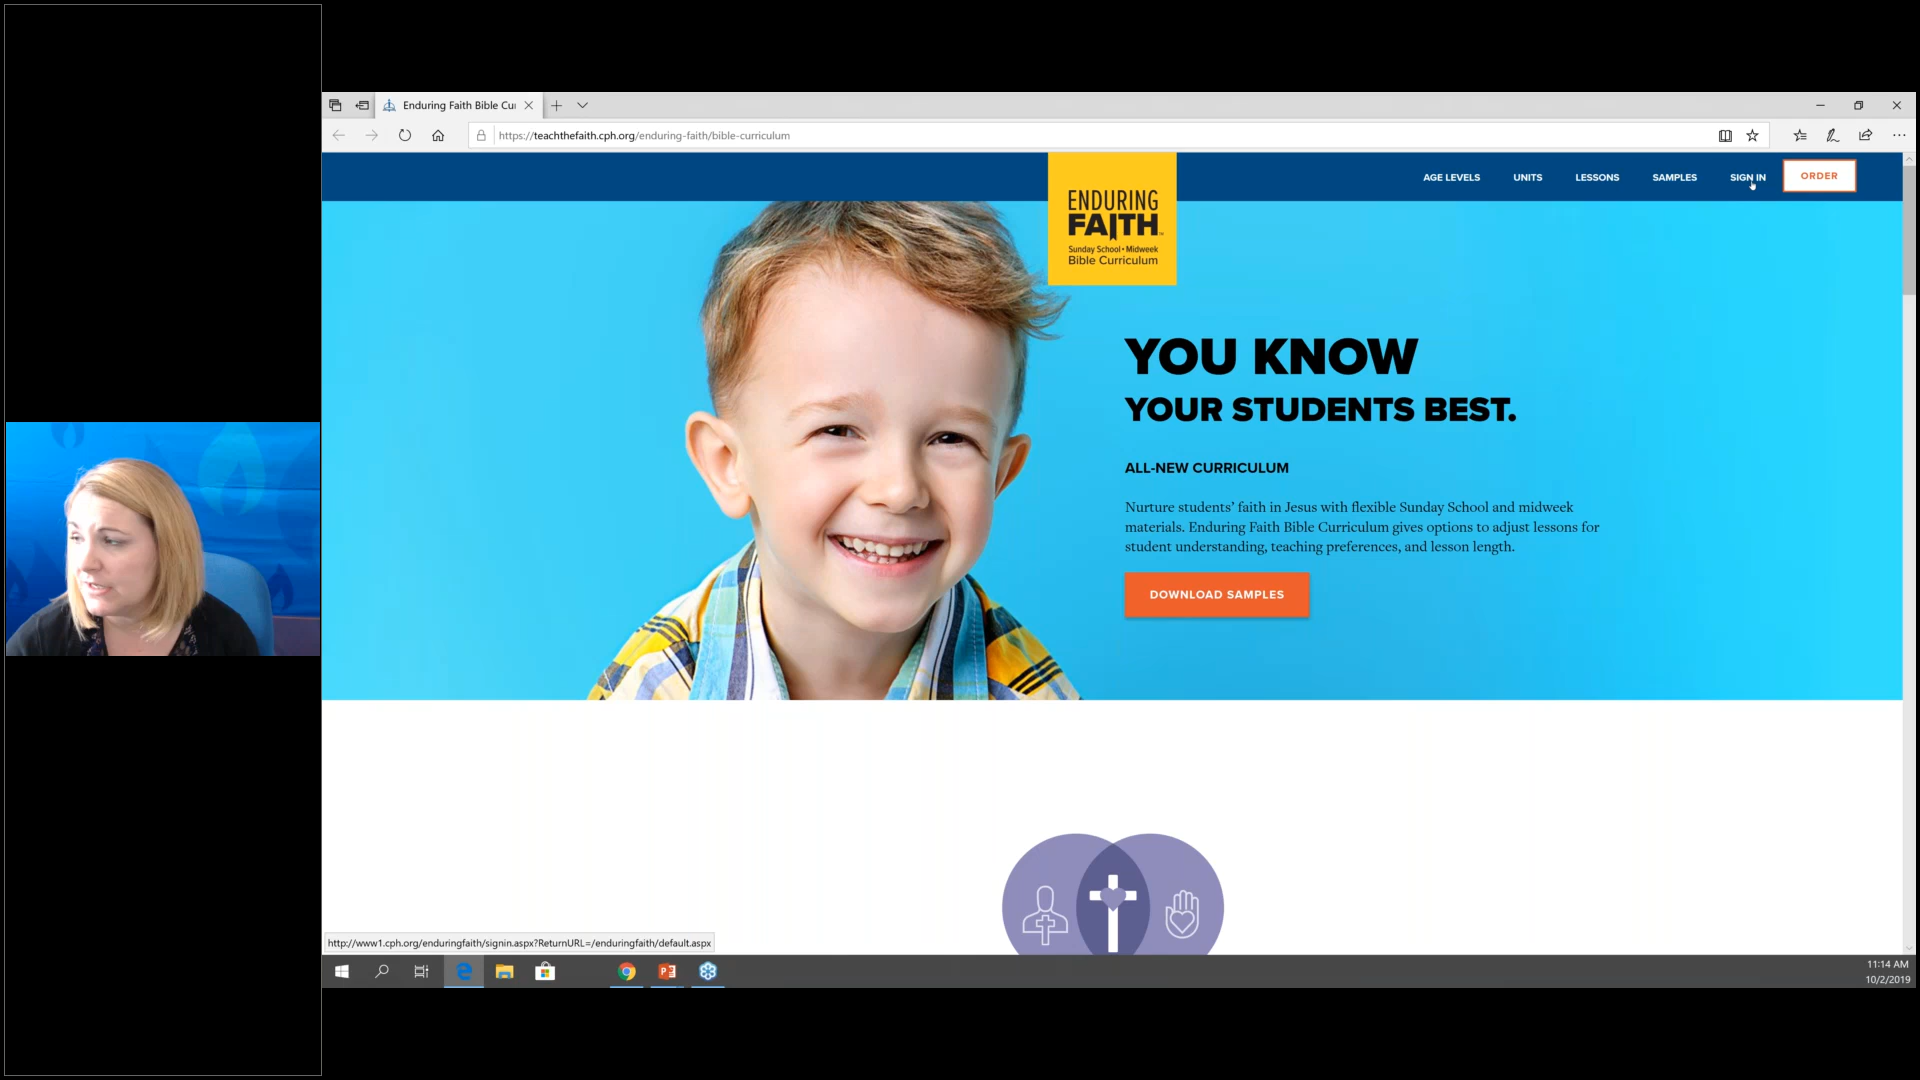 Enduring Faith Bible Cu
https://teachthefaith.cph.org/enduring-faith/bible-curriculum
AGE LEVELS
UNITS
LESSONS
SAMPLES
SIGN IN
ORDER
ENDURING
FAITH™
Sunday School • Midweek
Bible Curriculum
YOU KNOW
YOUR STUDENTS BEST.
ALL-NEW CURRICULUM
Nurture students’ faith in Jesus with flexible Sunday School and midweek
materials. Enduring Faith Bible Curriculum gives options to adjust lessons for
student understanding, teaching preferences, and lesson length.
DOWNLOAD SAMPLES
http://www1.cph.org/enduringfaith/signin.aspx?ReturnURL=/enduringfaith/default.aspx
11:14 AM
10/2/2019